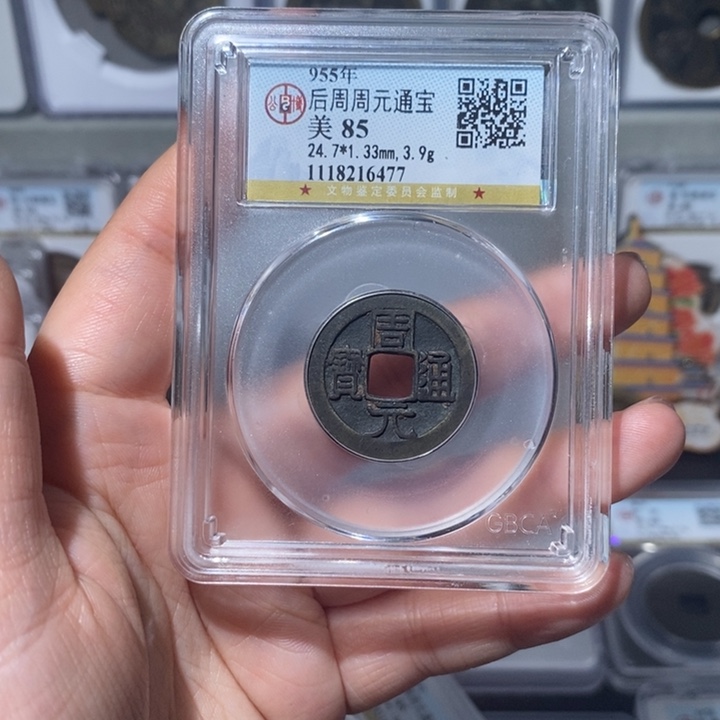 955年
后周周元通宝
美 85
24.7*1.33mm,3.9g
1118216477
★ 文物鉴定委员会监制 ★
周
寳 通
元
GBCA